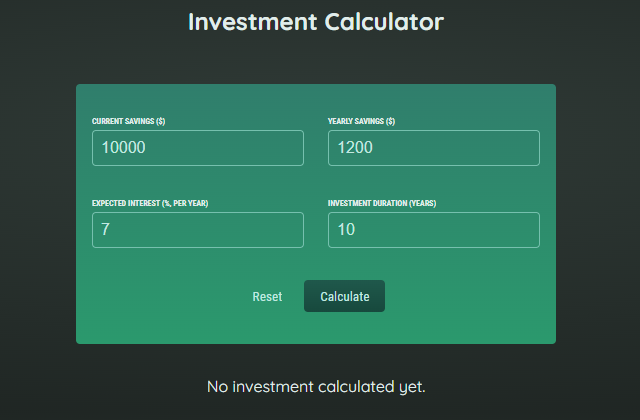 Investment Calculator
CURRENT SAVINGS ($) YEARLY SAVINGS ($)
10000 1200
EXPECTED INTEREST (%, PER YEAR) INVESTMENT DURATION (YEARS)
7 10
Reset Calculate
No investment calculated yet.